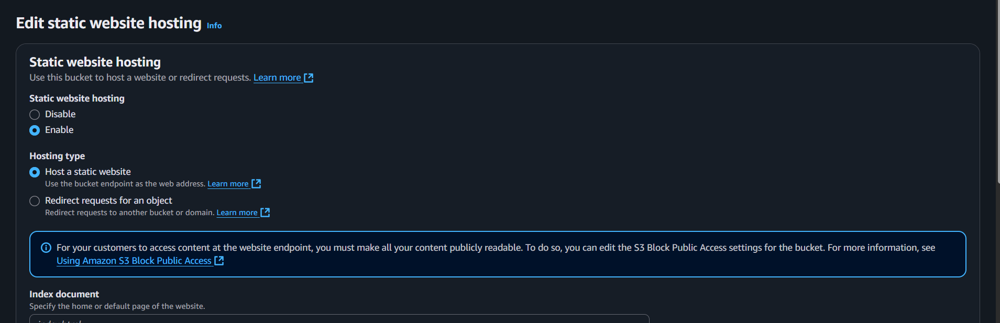 Edit static website hosting Info
Static website hosting
Use this bucket to host a website or redirect requests. Learn more
Static website hosting
Disable
Enable
Hosting type
Host a static website
Use the bucket endpoint as the web address. Learn more
Redirect requests for an object
Redirect requests to another bucket or domain. Learn more
For your customers to access content at the website endpoint, you must make all your content publicly readable. To do so, you can edit the S3 Block Public Access settings for the bucket. For more information, see
Using Amazon S3 Block Public Access
Index document
Specify the home or default page of the website.
index.html